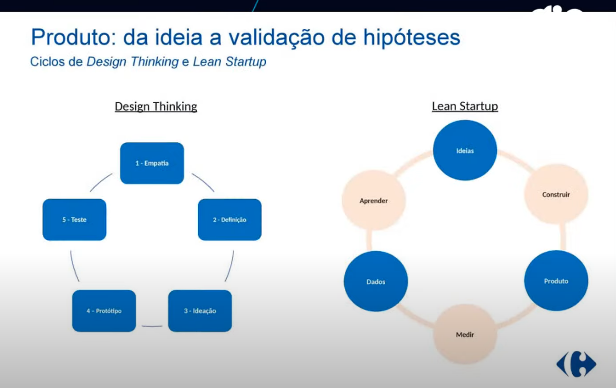 Produto: da ideia a validação de hipóteses
Ciclos de Design Thinking e Lean Startup
Design Thinking
1 - Empatia
2 - Definição
3 - Ideação
4 - Protótipo
5 - Teste
Lean Startup
Ideias
Construir
Produto
Medir
Dados
Aprender